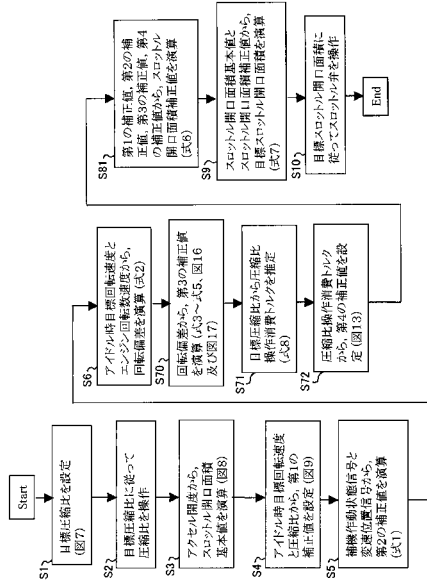 Start
S1
目標圧縮比を設定
(図7)
S2
目標圧縮比に従って
圧縮比を操作
S3
アクセル開度から、
スロットル開口面積
基本値を演算(図8)
S4
アイドル時目標回転速度
と圧縮比から、第1の
補正値を設定(図9)
S5
補機作動状態信号と
変速位置信号から、
第2の補正値を演算
(式1)
S6
アイドル時目標回転速度と
エンジン回転数速度から、
回転偏差を演算(式2)
S70
回転偏差から、第3の補正値
を演算(式3~式5、図16
及び図17)
S71
目標圧縮比から圧縮比
操作消費トルクを推定
(式8)
S72
圧縮比操作消費トルク
から、第4の補正値を設
定(図13)
S81
第1の補正値、第2の補
正値、第3の補正値、第4
の補正値から、スロットル
開口面積補正値を演算
(式6)
S9
スロットル開口面積基本値と
スロットル開口面積補正値から、
目標スロットル開口面積を演算
(式7)
S10
目標スロットル開口面積に
従ってスロットル弁を操作
End